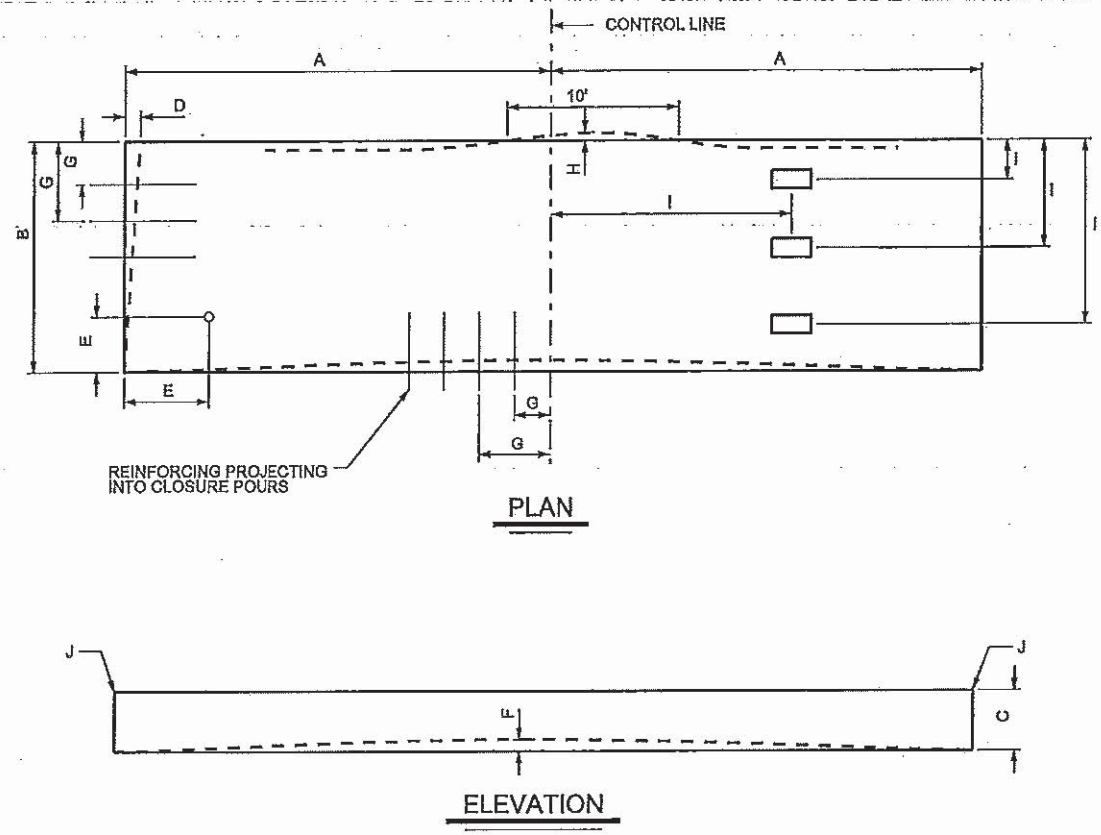 CONTROL LINE
A
A
10'
D
G
G
H
I
I
I
I
B'
E
E
G
G
REINFORCING PROJECTING
INTO CLOSURE POURS
PLAN
J
J
F
C
ELEVATION